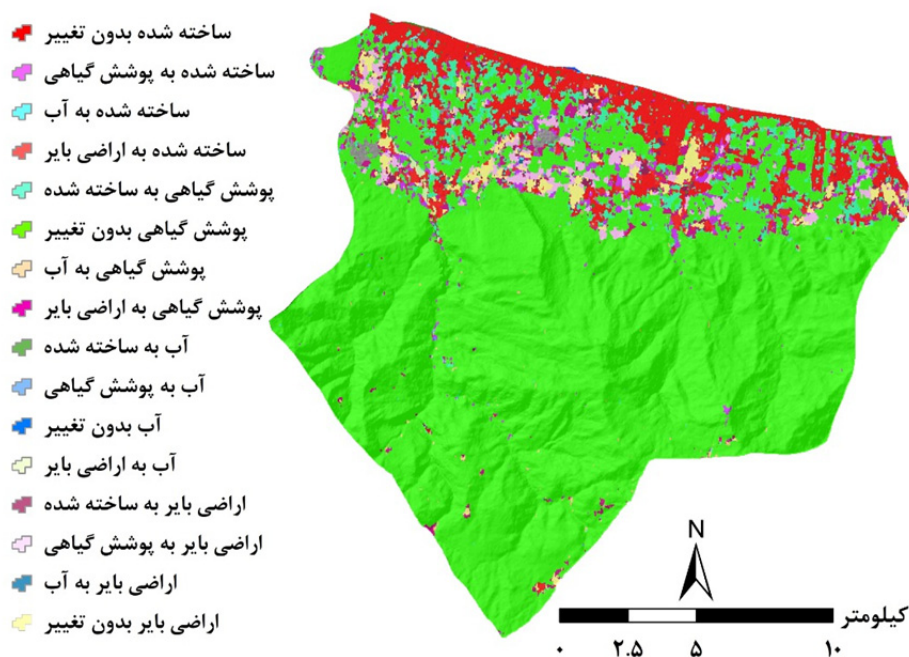 ساخته شده بدون تغییر
ساخته شده به پوشش گیاهی
ساخته شده به آب
ساخته شده به اراضی بایر
پوشش گیاهی به ساخته شده
پوشش گیاهی بدون تغییر
پوشش گیاهی به آب
پوشش گیاهی به اراضی بایر
آب به ساخته شده
آب به پوشش گیاهی
آب بدون تغییر
آب به اراضی بایر
اراضی بایر به ساخته شده
اراضی بایر به پوشش گیاهی
اراضی بایر به آب
اراضی بایر بدون تغییر
N
کیلومتر
۰ ۲.۵ ۵ ۱۰